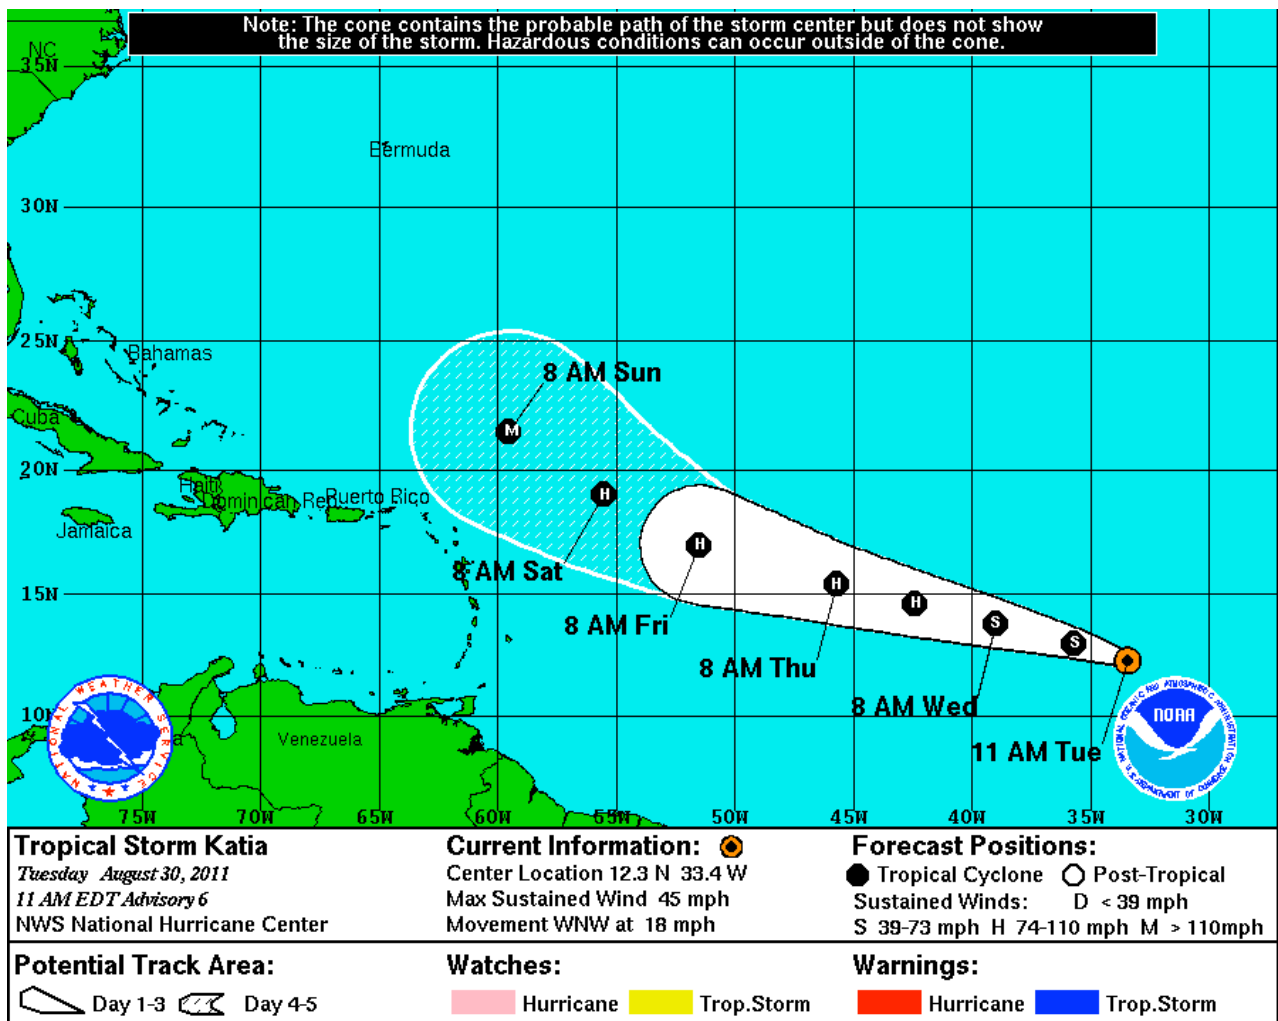 Note: The cone contains the probable path of the storm center but does not show
the size of the storm. Hazardous conditions can occur outside of the cone.
NC
35N
Bermuda
30N
25N
Bahamas
8 AM Sun
Cuba
20N
Haiti
Dominican Rep
Puerto Rico
Jamaica
8 AM Sat
15N
8 AM Fri
8 AM Thu
8 AM Wed
10N
11 AM Tue
Venezuela
M
H
H
H
H
S
S
NATIONAL WEATHER SERVICE
NOAA
75W 70W 65W 60W 55W 50W 45W 40W 35W 30W
Tropical Storm Katia
Tuesday August 30, 2011
11 AM EDT Advisory 6
NWS National Hurricane Center
Current Information:
Center Location 12.3 N 33.4 W
Max Sustained Wind 45 mph
Movement WNW at 18 mph
Forecast Positions:
Tropical Cyclone Post-Tropical
Sustained Winds: D < 39 mph
S 39-73 mph H 74-110 mph M > 110mph
Potential Track Area:
Day 1-3 Day 4-5
Watches:
Hurricane Trop.Storm
Warnings:
Hurricane Trop.Storm